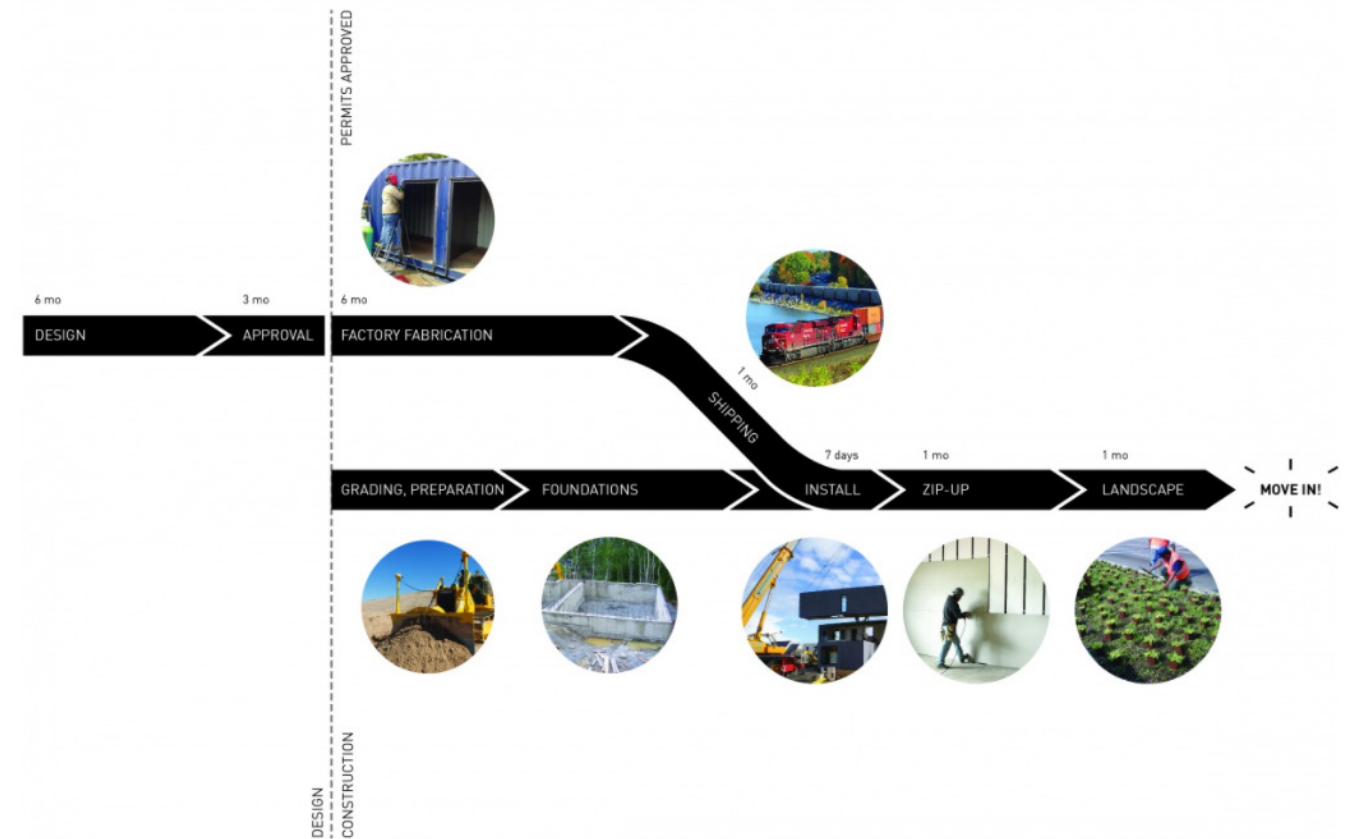 PERMITS APPROVED
6 mo
3 mo
6 mo
DESIGN
APPROVAL
FACTORY FABRICATION
1 mo
SHIPPING
7 days
1 mo
1 mo
GRADING, PREPARATION
FOUNDATIONS
INSTALL
ZIP-UP
LANDSCAPE
MOVE IN!
DESIGN
CONSTRUCTION